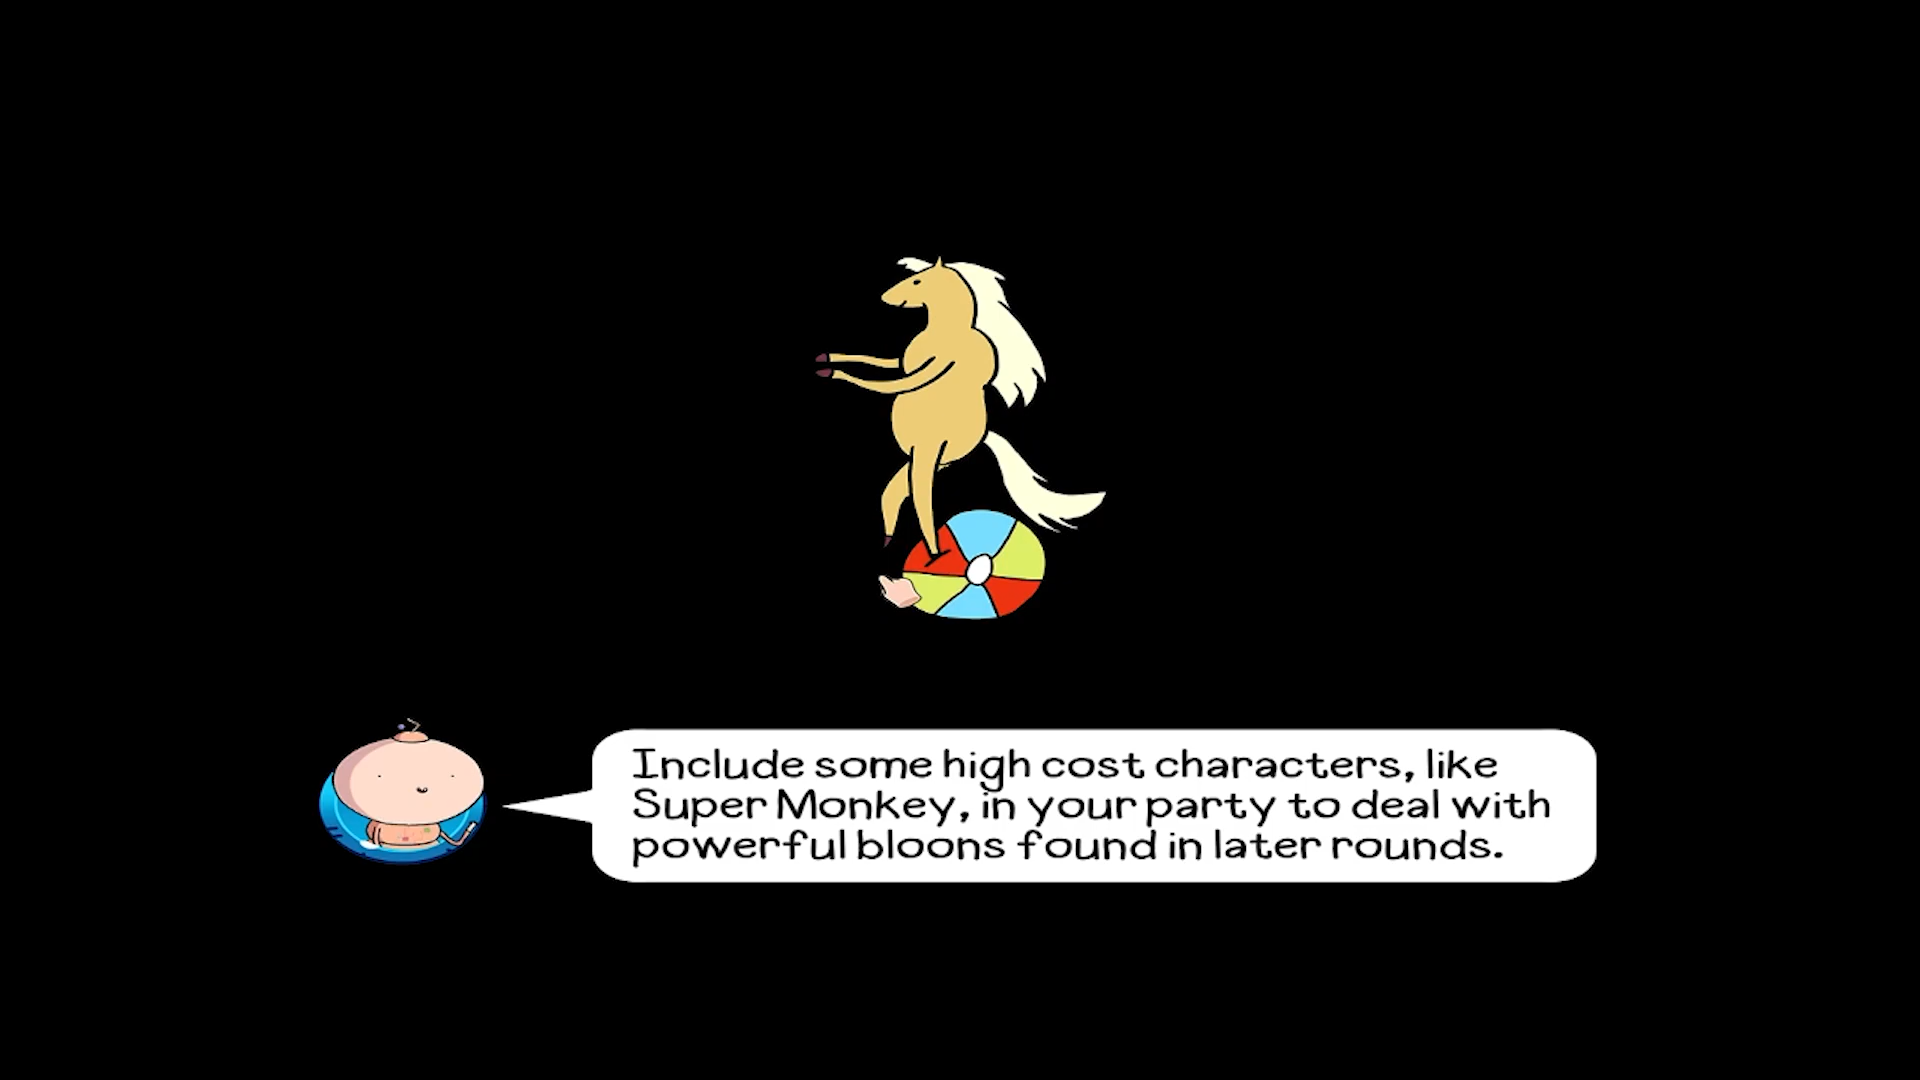 Include some high cost characters, like
Super Monkey, in your party to deal with
powerful bloons found in later rounds.